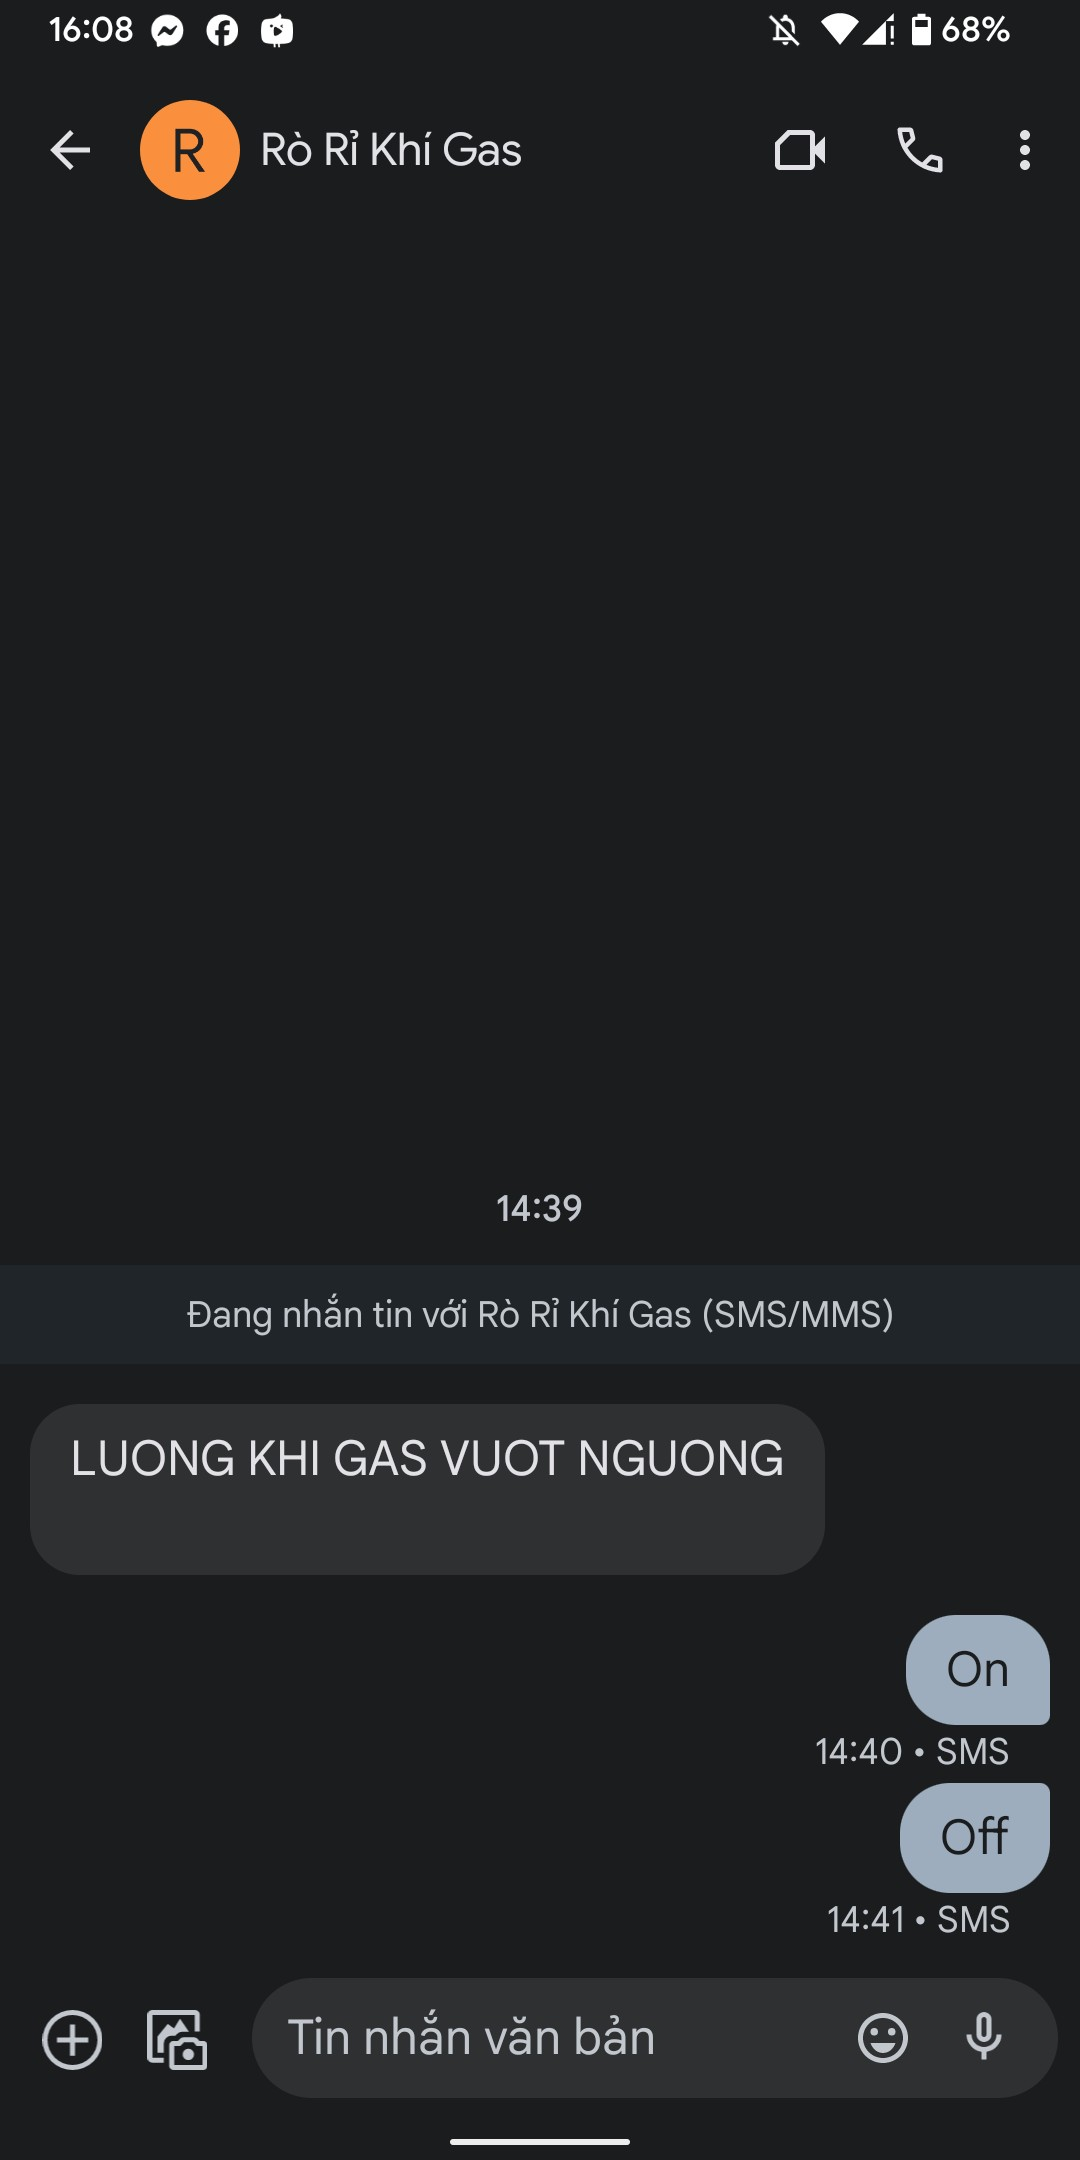 16:08
68%
R
Rò Rỉ Khí Gas
14:39
Đang nhắn tin với Rò Rỉ Khí Gas (SMS/MMS)
LUONG KHI GAS VUOT NGUONG
On
14:40 • SMS
Off
14:41 • SMS
Tin nhắn văn bản